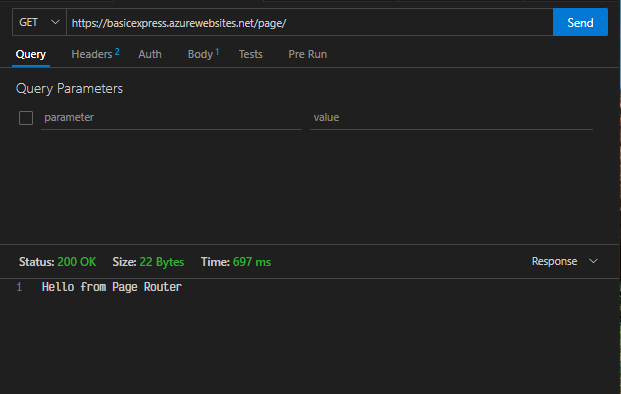 GET https://basicexpress.azurewebsites.net/page/ Send
Query Headers 2 Auth Body 1 Tests Pre Run
Query Parameters
parameter value
Status: 200 OK Size: 22 Bytes Time: 697 ms Response
1 Hello from Page Router